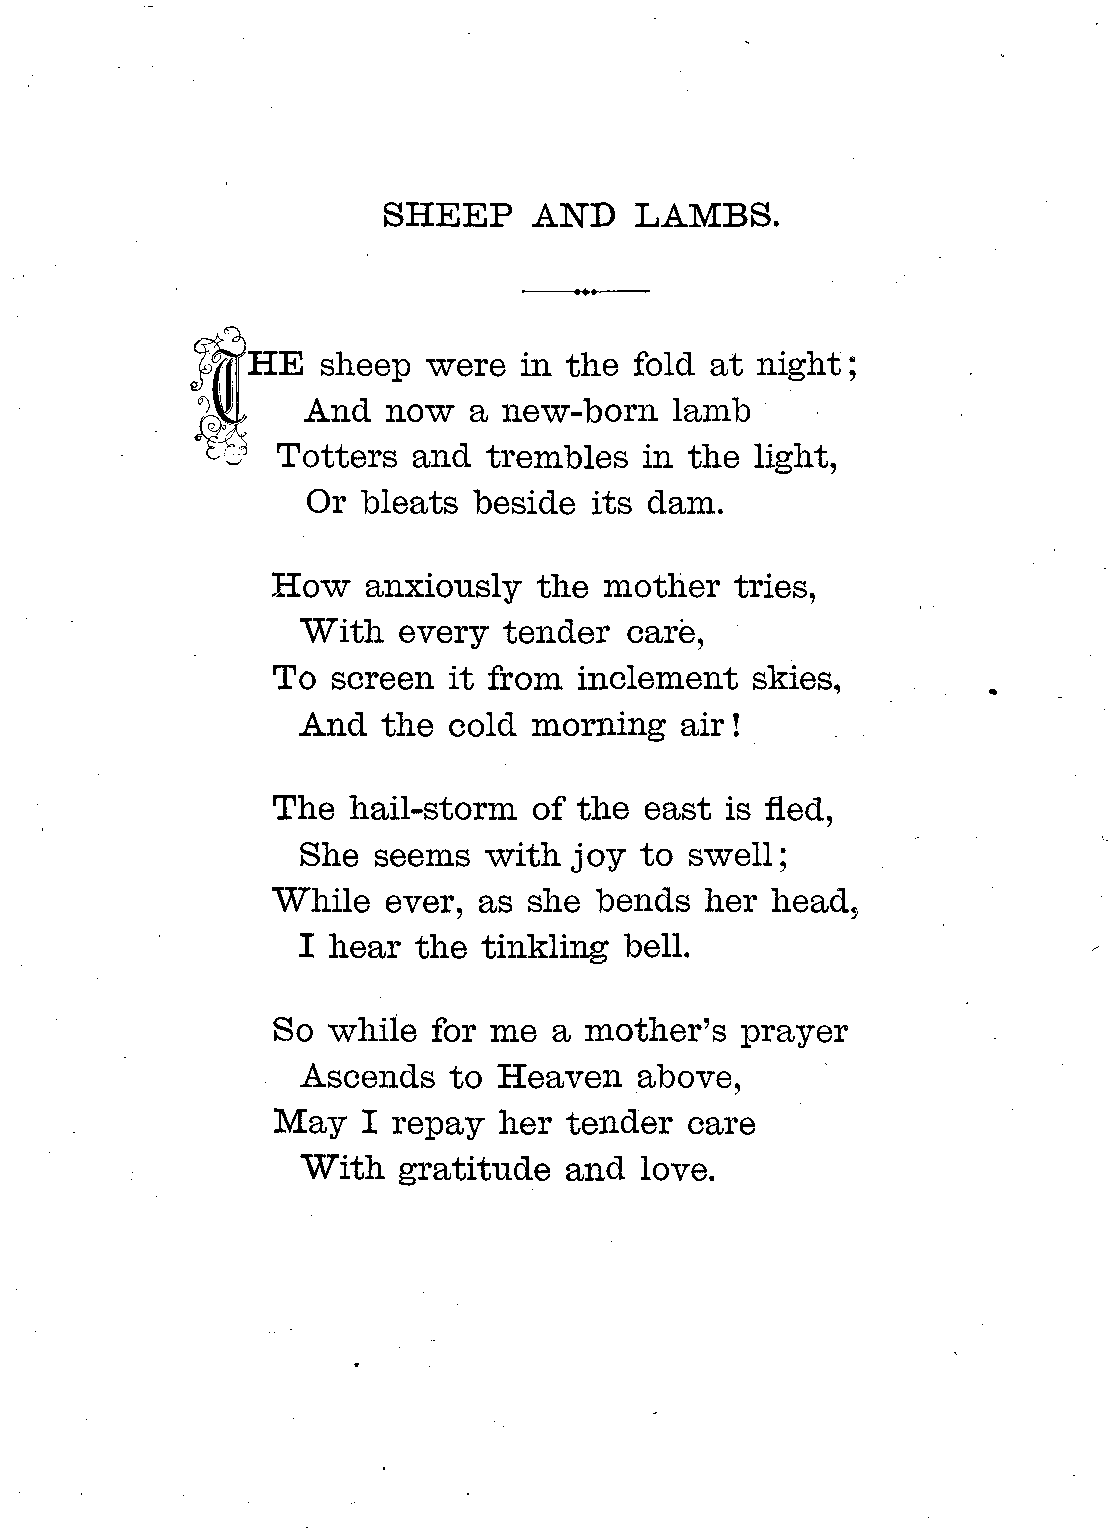 SHEEP AND LAMBS.
THE sheep were in the fold at night;
And now a new-born lamb
Totters and trembles in the light,
Or bleats beside its dam.
How anxiously the mother tries,
With every tender care,
To screen it from inclement skies,
And the cold morning air!
The hail-storm of the east is fled,
She seems with joy to swell;
While ever, as she bends her head,
I hear the tinkling bell.
So while for me a mother's prayer
Ascends to Heaven above,
May I repay her tender care
With gratitude and love.